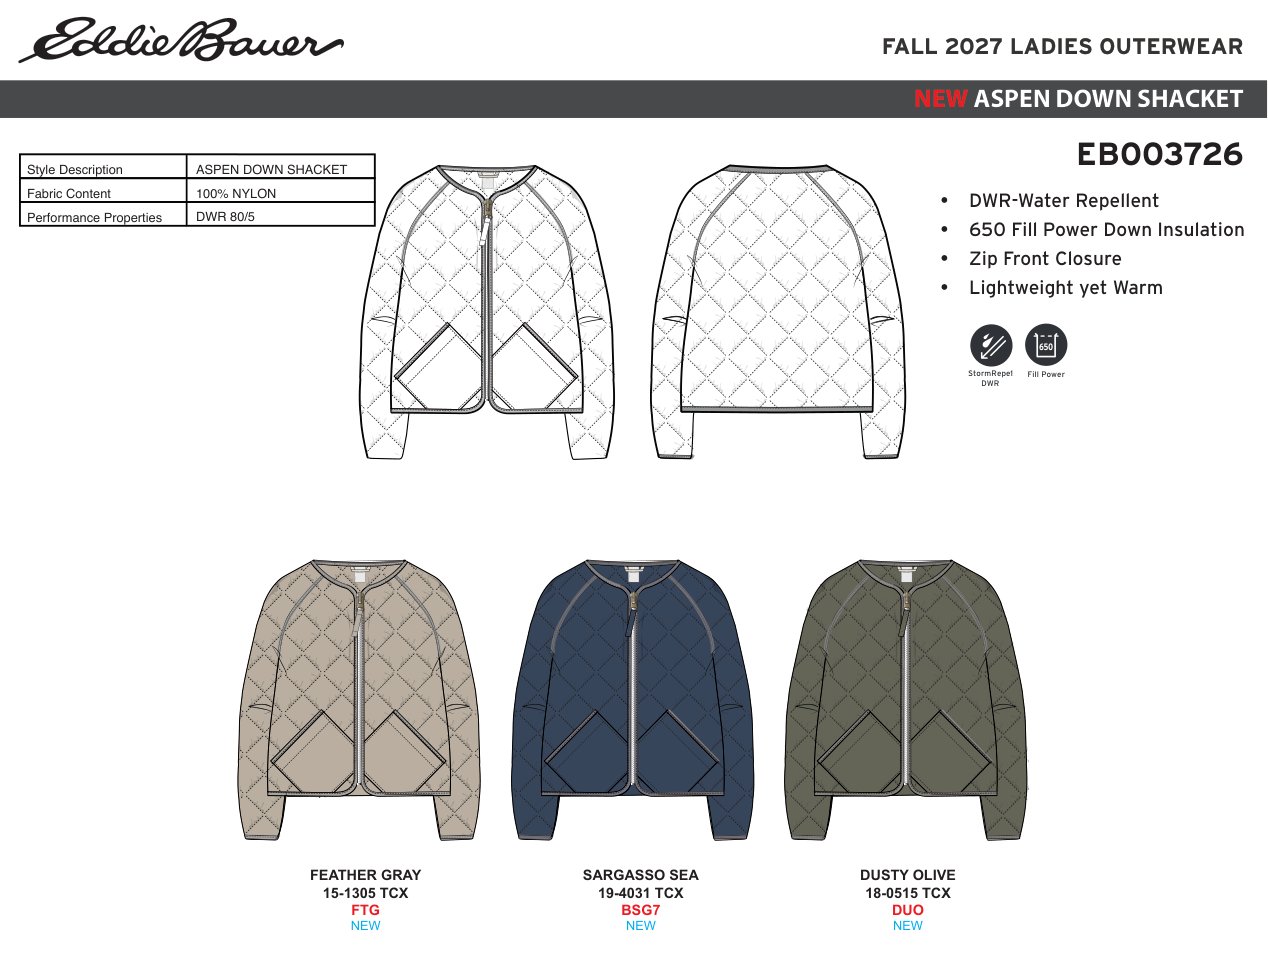 Eddie Bauer
FALL 2027 LADIES OUTERWEAR
NEW ASPEN DOWN SHACKET
EB003726
Style Description ASPEN DOWN SHACKET
Fabric Content 100% NYLON
Performance Properties DWR 80/5
• DWR-Water Repellent
• 650 Fill Power Down Insulation
• Zip Front Closure
• Lightweight yet Warm
650
StormRepel Fill Power
DWR
FEATHER GRAY SARGASSO SEA DUSTY OLIVE
15-1305 TCX 19-4031 TCX 18-0515 TCX
FTG BSG7 DUO
NEW NEW NEW